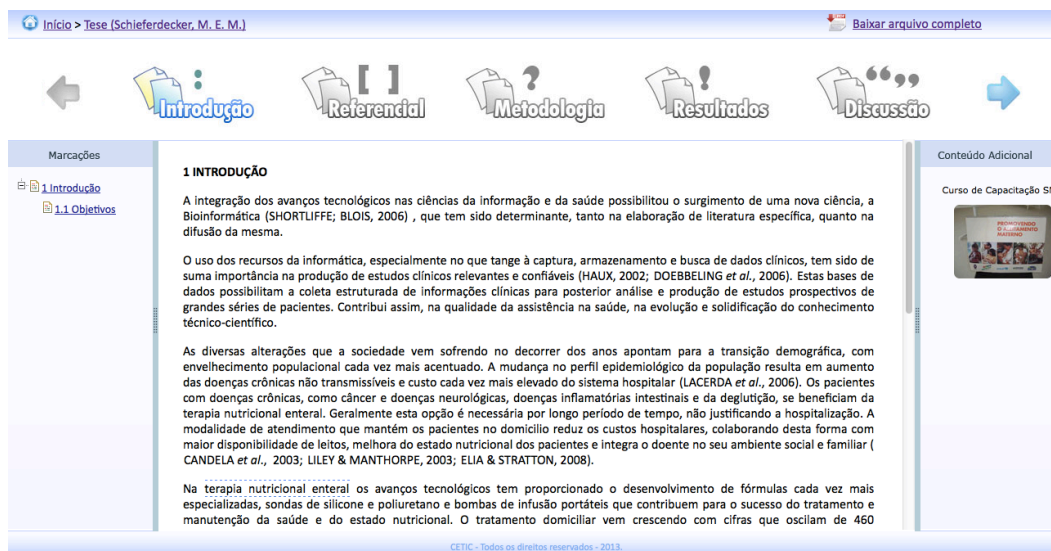 Início > Tese (Schieferdecker, M. E. M.)
Baixar arquivo completo
Introdução
Referencial
Metodologia
Resultados
Discussão
Marcações
1 Introdução
1.1 Objetivos
1 INTRODUÇÃO
A integração dos avanços tecnológicos nas ciências da informação e da saúde possibilitou o surgimento de uma nova ciência, a
Bioinformática (SHORTLIFFE; BLOIS, 2006) , que tem sido determinante, tanto na elaboração de literatura específica, quanto na
difusão da mesma.
O uso dos recursos da informática, especialmente no que tange à captura, armazenamento e busca de dados clínicos, tem sido de
suma importância na produção de estudos clínicos relevantes e confiáveis (HAUX, 2002; DOEBBELING et al., 2006). Estas bases de
dados possibilitam a coleta estruturada de informações clínicas para posterior análise e produção de estudos prospectivos de
grandes séries de pacientes. Contribui assim, na qualidade da assistência na saúde, na evolução e solidificação do conhecimento
técnico-científico.
As diversas alterações que a sociedade vem sofrendo no decorrer dos anos apontam para a transição demográfica, com
envelhecimento populacional cada vez mais acentuado. A mudança no perfil epidemiológico da população resulta em aumento
das doenças crônicas não transmissíveis e custo cada vez mais elevado do sistema hospitalar (LACERDA et al., 2006). Os pacientes
com doenças crônicas, como câncer e doenças neurológicas, doenças inflamatórias intestinais e da deglutição, se beneficiam da
terapia nutricional enteral. Geralmente esta opção é necessária por longo período de tempo, não justificando a hospitalização. A
modalidade de atendimento que mantém os pacientes no domicilio reduz os custos hospitalares, colaborando desta forma com
maior disponibilidade de leitos, melhora do estado nutricional dos pacientes e integra o doente no seu ambiente social e familiar (
CANDELA et al., 2003; LILEY & MANTHORPE, 2003; ELIA & STRATTON, 2008).
Na terapia nutricional enteral os avanços tecnológicos tem proporcionado o desenvolvimento de fórmulas cada vez mais
especializadas, sondas de silicone e poliuretano e bombas de infusão portáteis que contribuem para o sucesso do tratamento e
manutenção da saúde e do estado nutricional. O tratamento domiciliar vem crescendo com cifras que oscilam de 460
Conteúdo Adicional
Curso de Capacitação
PROMOVENDO
MATERNO
CETIC - Todos os direitos reservados - 2013.